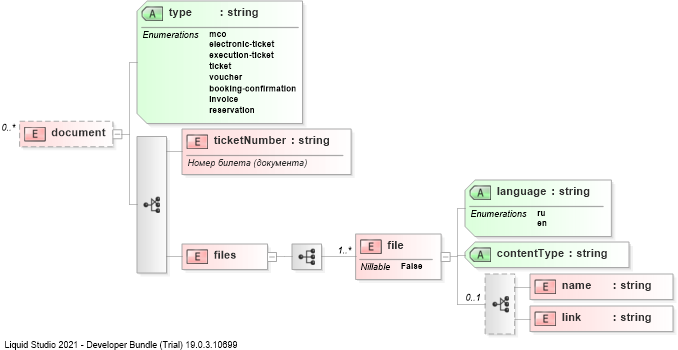 A type : string
Enumerations mco
electronic-ticket
execution-ticket
ticket
voucher
booking-confirmation
invoice
reservation
0..*
E document
E ticketNumber : string
Номер билета (документа)
A language : string
Enumerations ru
en
E files
1..*
E file
Nillable False
A contentType : string
0..1
E name : string
E link : string
Liquid Studio 2021 - Developer Bundle (Trial) 19.0.3.10699